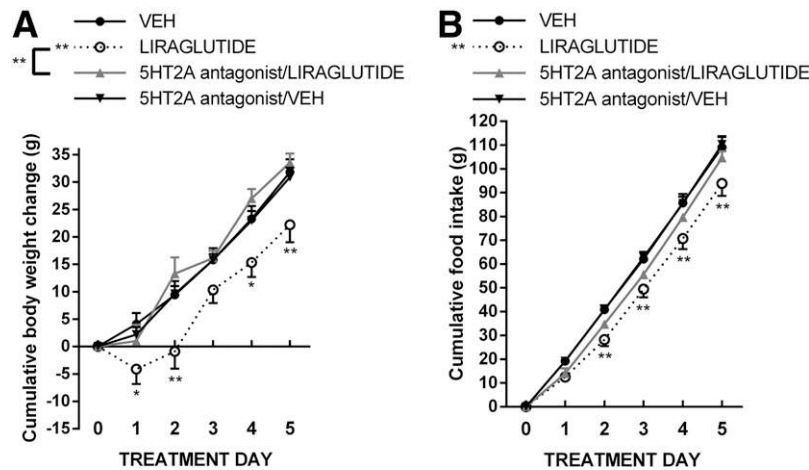 A
VEH
** LIRAGLUTIDE
** 5HT2A antagonist/LIRAGLUTIDE
5HT2A antagonist/VEH
Cumulative body weight change (g)
35
30
25
20
15
10
5
0
-5
-10
-15
*
**
*
**
0 1 2 3 4 5
TREATMENT DAY
B
VEH
** LIRAGLUTIDE
5HT2A antagonist/LIRAGLUTIDE
5HT2A antagonist/VEH
Cumulative food intake (g)
120
110
100
90
80
70
60
50
40
30
20
10
0
**
**
**
**
0 1 2 3 4 5
TREATMENT DAY